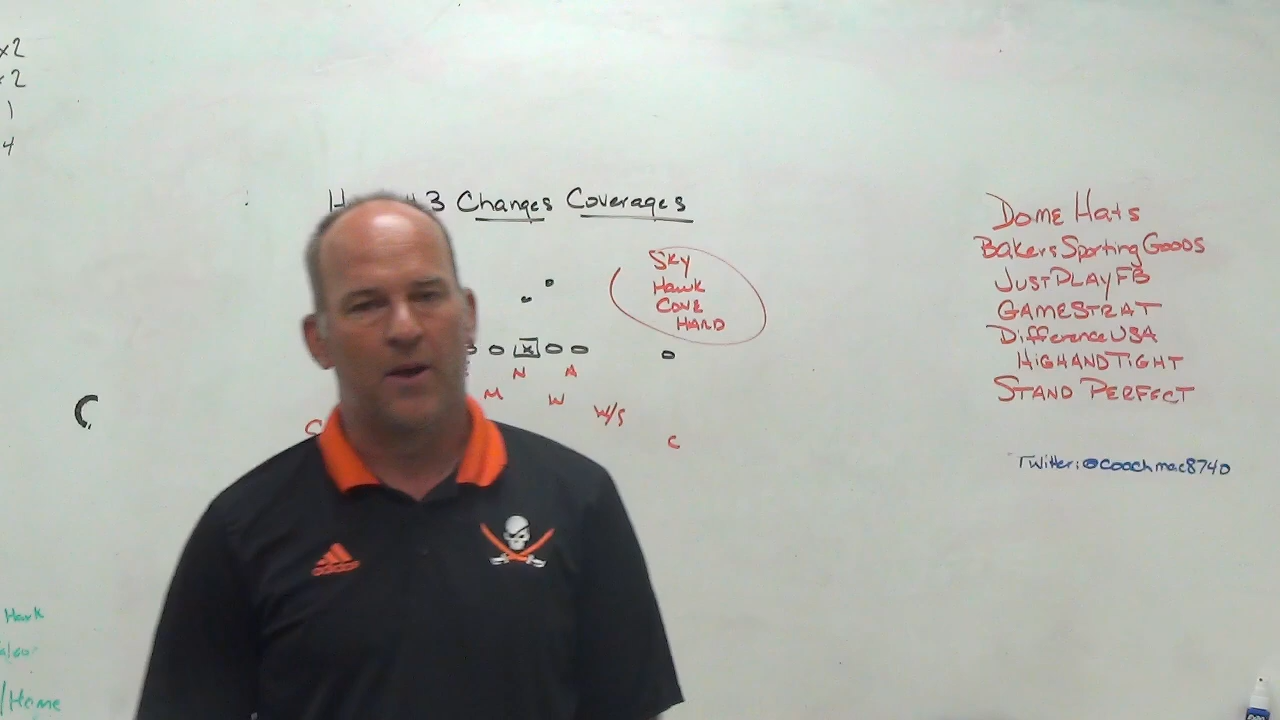 x2
x2
1
4
#3 Changes Coverages
Sky
Hawk
Cove
HARD
x
N A
M W W/S
C C
Dome Hats
Bakers Sporting Goods
JustPlayFB
GAMESTRAT
DifferenceUSA
HIGHANDTIGHT
STAND PERFECT
Twitter: @coachmac8740
adidas
Hawk
/Home